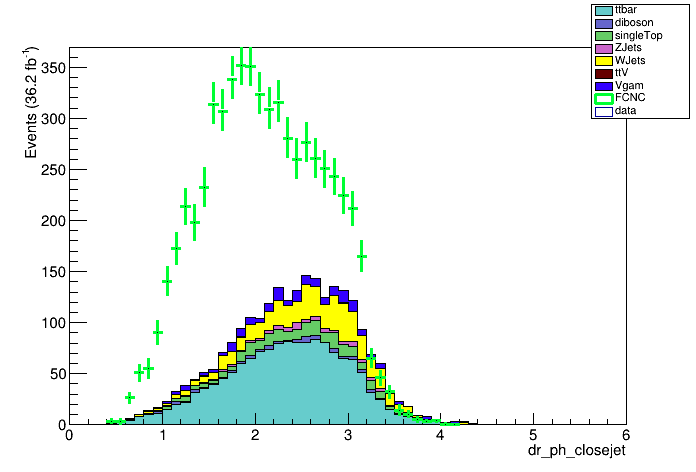 ttbar
diboson
singleTop
ZJets
WJets
ttV
Vgam
FCNC
data
Events (36.2 fb⁻¹)
350
300
250
200
150
100
50
0
0 1 2 3 4 5 6
dr_ph_closejet